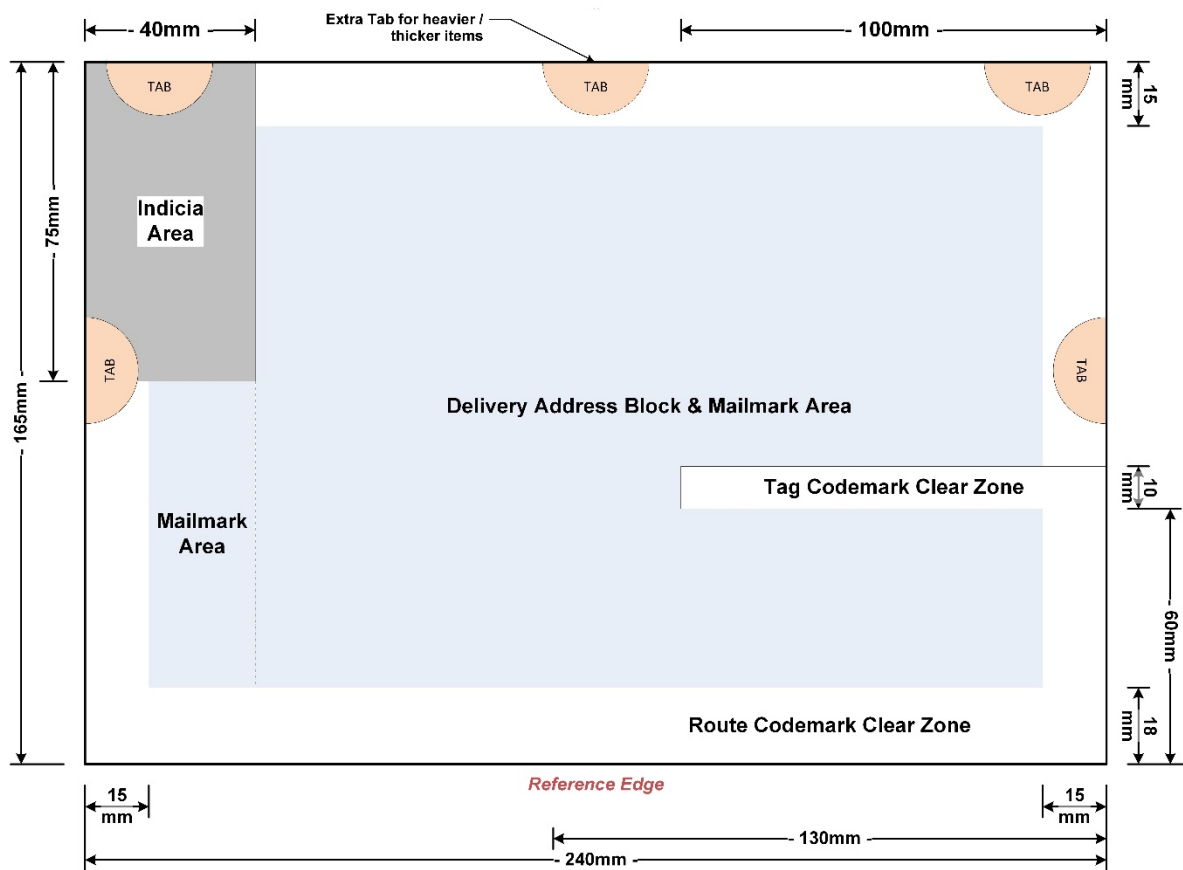 Extra Tab for heavier /
thicker items
- 40mm -
- 100mm -
TAB
TAB
TAB
15
mm
Indicia
Area
- 75mm -
- 165mm -
TAB
TAB
Delivery Address Block & Mailmark Area
Tag Codemark Clear Zone
10
mm
Mailmark
Area
- 60mm -
Route Codemark Clear Zone
18
mm
Reference Edge
15
mm
15
mm
- 130mm -
- 240mm -